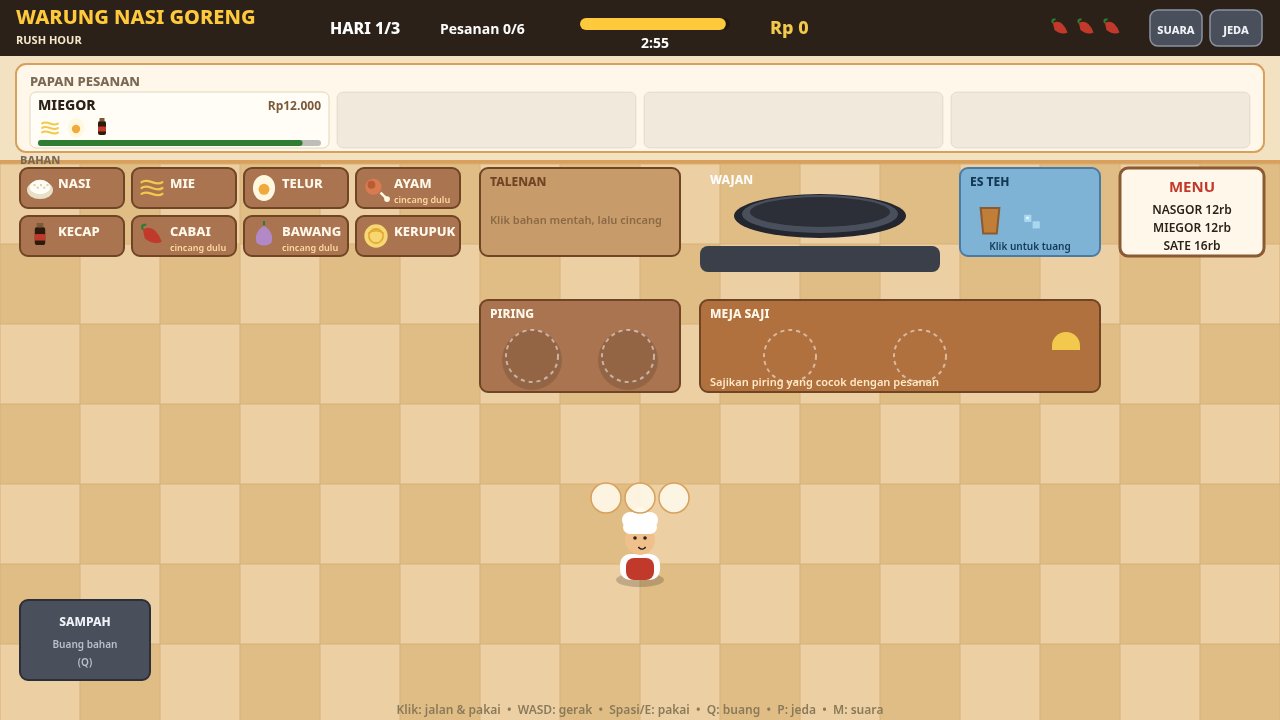 WARUNG NASI GORENG
RUSH HOUR
HARI 1/3
Pesanan 0/6
2:55
Rp 0
SUARA
JEDA
PAPAN PESANAN
MIEGOR
Rp12.000
BAHAN
NASI
MIE
TELUR
AYAM
cincang dulu
KECAP
CABAI
cincang dulu
BAWANG
cincang dulu
KERUPUK
TALENAN
Klik bahan mentah, lalu cincang
WAJAN
ES TEH
Klik untuk tuang
MENU
NASGOR 12rb
MIEGOR 12rb
SATE 16rb
PIRING
MEJA SAJI
Sajikan piring yang cocok dengan pesanan
SAMPAH
Buang bahan
(Q)
Klik: jalan & pakai • WASD: gerak • Spasi/E: pakai • Q: buang • P: jeda • M: suara